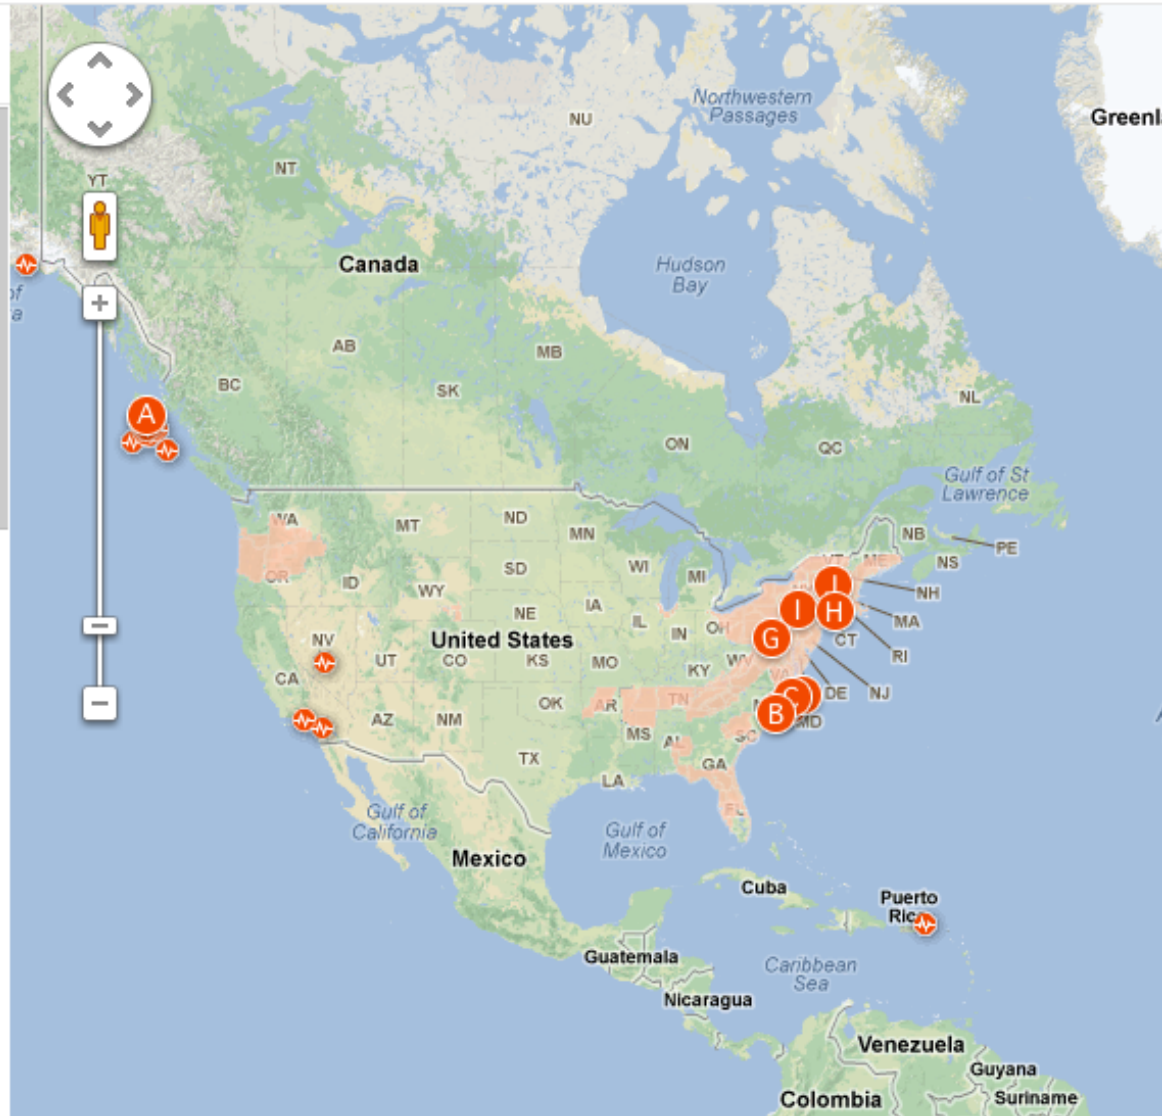 Northwestern
Passages
Greenl
NU
NT
YT
Canada
Hudson
Bay
of
a
AB
MB
BC
SK
NL
A
ON
QC
Gulf of St
Lawrence
WA
MT
ND
MN
NB
PE
NS
VT
ME
OR
ID
SD
WI
MI
NH
WY
NE
IA
I
H
MA
IL
IN
OH
G
CT
NV
United States
RI
UT
CO
KS
MO
KY
WV
VA
CA
DE
NJ
AZ
NM
OK
AR
TN
C
B
MD
MS
AL
SC
TX
GA
LA
FL
Gulf of
California
Gulf of
Mexico
Mexico
Cuba
Puerto
Ric
Guatemala
Caribbean
Sea
Nicaragua
Venezuela
Guyana
Colombia
Suriname